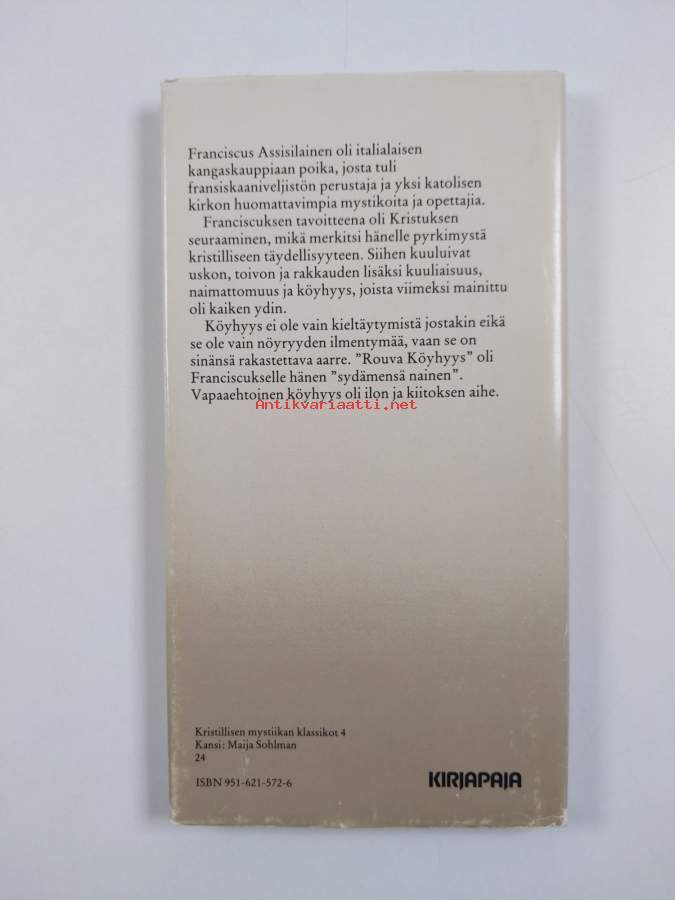 Franciscus Assisilainen oli italialaisen
kangaskauppiaan poika, josta tuli
fransiskaaniveljistön perustaja ja yksi katolisen
kirkon huomattavimpia mystikoita ja opettajia.
Franciscuksen tavoitteena oli Kristuksen
seuraaminen, mikä merkitsi hänelle pyrkimystä
kristilliseen täydellisyyteen. Siihen kuuluivat
uskon, toivon ja rakkauden lisäksi kuuliaisuus,
naimattomuus ja köyhyys, joista viimeksi mainittu
oli kaiken ydin.
Köyhyys ei ole vain kieltäytymistä jostakin eikä
se ole vain nöyryyden ilmentymää, vaan se on
sinänsä rakastettava aarre. ”Rouva Köyhyys” oli
Franciscukselle hänen ”sydämensä nainen”.
Vapaaehtoinen köyhyys oli ilon ja kiitoksen aihe.
Antikvariaatti.net
Kristillisen mystiikan klassikot 4
Kansi: Maija Sohlman
24
ISBN 951-621-572-6
KIRJAPAJA